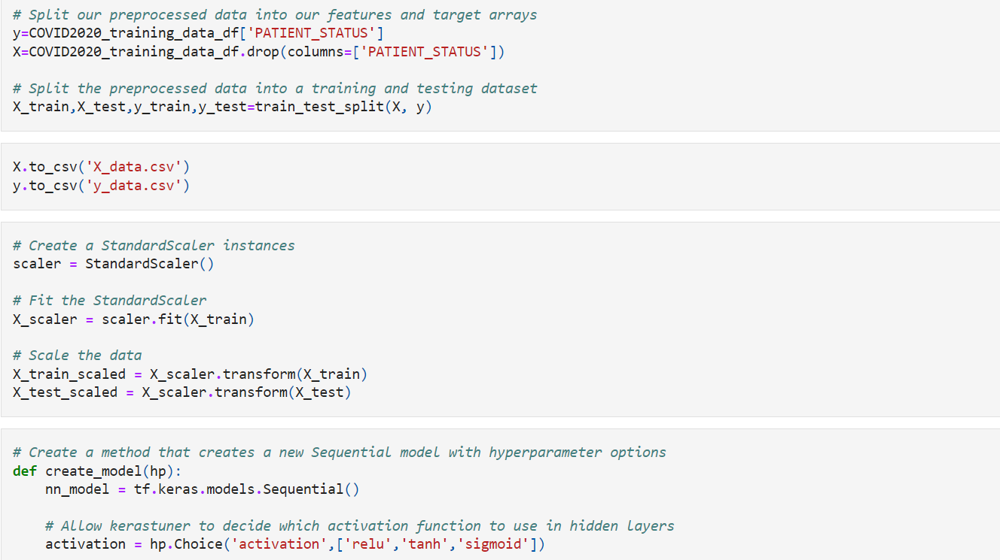 # Split our preprocessed data into our features and target arrays
y=COVID2020_training_data_df['PATIENT_STATUS']
X=COVID2020_training_data_df.drop(columns=['PATIENT_STATUS'])

# Split the preprocessed data into a training and testing dataset
X_train,X_test,y_train,y_test=train_test_split(X, y)

X.to_csv('X_data.csv')
y.to_csv('y_data.csv')

# Create a StandardScaler instances
scaler = StandardScaler()

# Fit the StandardScaler
X_scaler = scaler.fit(X_train)

# Scale the data
X_train_scaled = X_scaler.transform(X_train)
X_test_scaled = X_scaler.transform(X_test)

# Create a method that creates a new Sequential model with hyperparameter options
def create_model(hp):
    nn_model = tf.keras.models.Sequential()

    # Allow kerastuner to decide which activation function to use in hidden layers
    activation = hp.Choice('activation',['relu','tanh','sigmoid'])